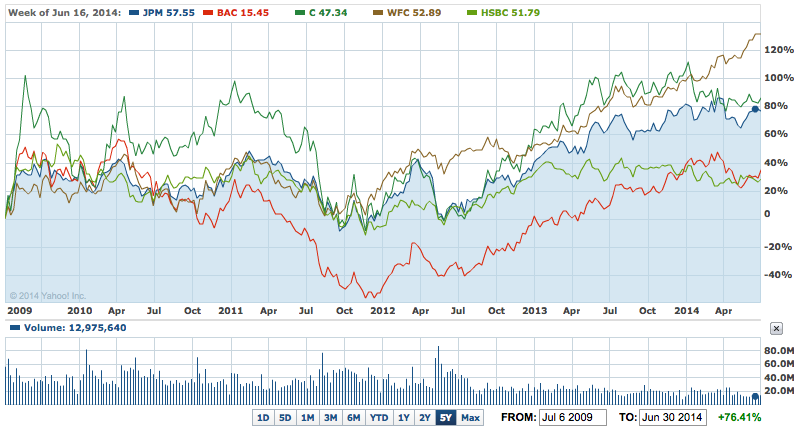 Week of Jun 16, 2014: JPM 57.55 BAC 15.45 C 47.34 WFC 52.89 HSBC 51.79
120%
100%
80%
60%
40%
20%
0
-20%
-40%
© 2014 Yahoo! Inc.
2009 2010 Apr Jul Oct 2011 Apr Jul Oct 2012 Apr Jul Oct 2013 Apr Jul Oct 2014 Apr
Volume: 12,975,640
80.0M
60.0M
40.0M
20.0M
1D 5D 1M 3M 6M YTD 1Y 2Y 5Y Max FROM: Jul 6 2009 TO: Jun 30 2014 +76.41%